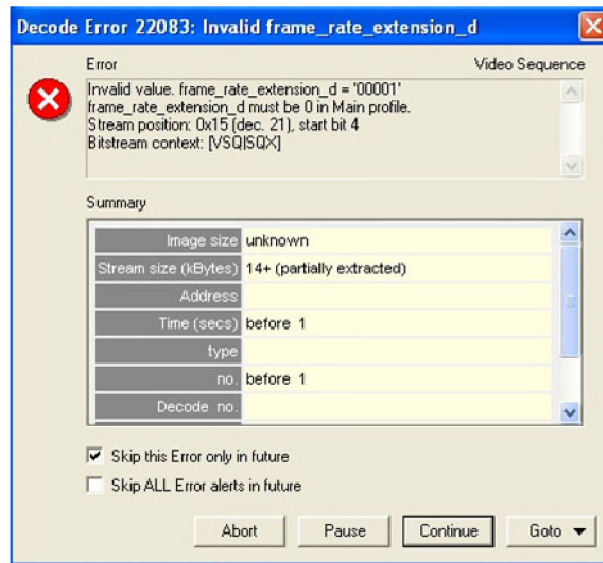 Decode Error 22083: Invalid frame_rate_extension_d
Error Video Sequence
Invalid value. frame_rate_extension_d = '00001'
frame_rate_extension_d must be 0 in Main profile.
Stream position: 0x15 (dec. 21), start bit 4
Bitstream context: [VSQ|SQX]
Summary
Image size unknown
Stream size (kBytes) 14+ (partially extracted)
Address
Time (secs) before 1
type
no. before 1
Decode no.
Skip this Error only in future
Skip ALL Error alerts in future
Abort Pause Continue Goto